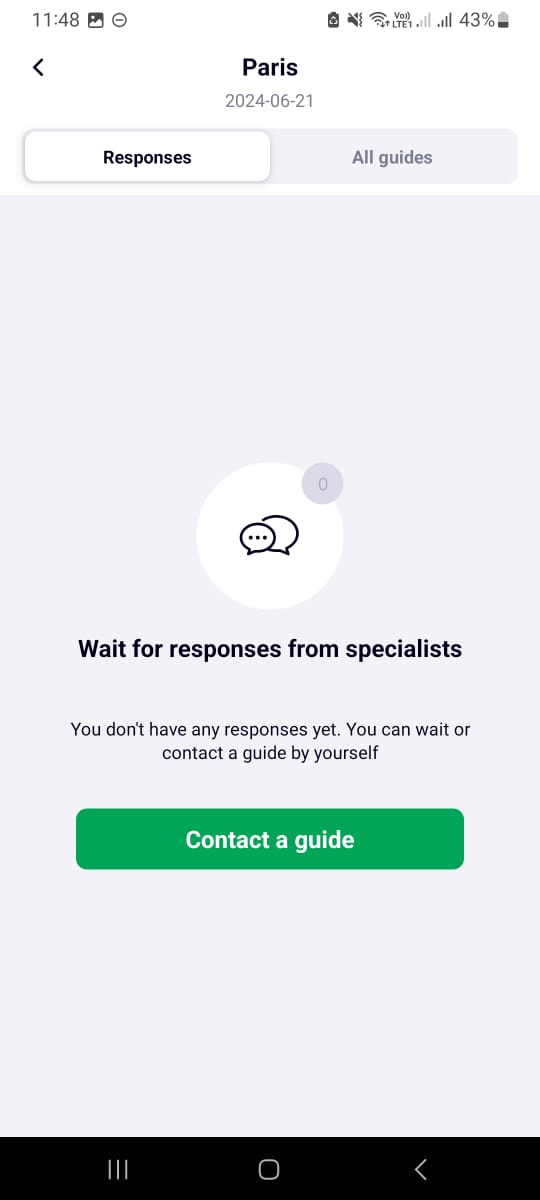 11:48 Vo) LTE1 43%
Paris
2024-06-21
Responses All guides
0
Wait for responses from specialists
You don't have any responses yet. You can wait or
contact a guide by yourself
Contact a guide